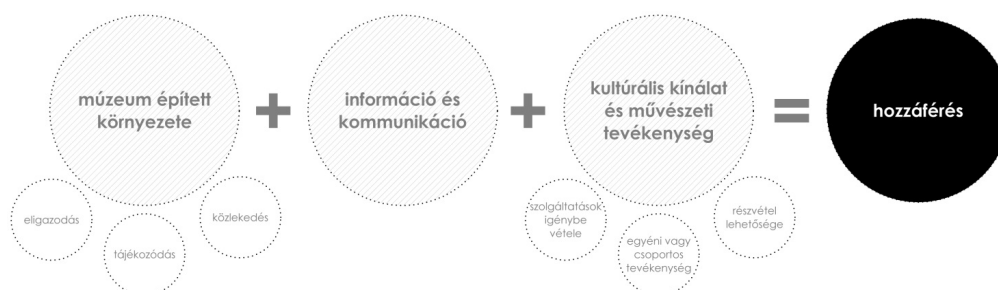 múzeum épített
környezete
+
információ és
kommunikáció
+
kultúrális kínálat
és művészeti
tevékenység
=
hozzáférés
eligazodás
tájékozódás
közlekedés
szolgáltatások
igénybe
vétele
egyéni vagy
csoportos
tevékenység
részvétel
lehetősége